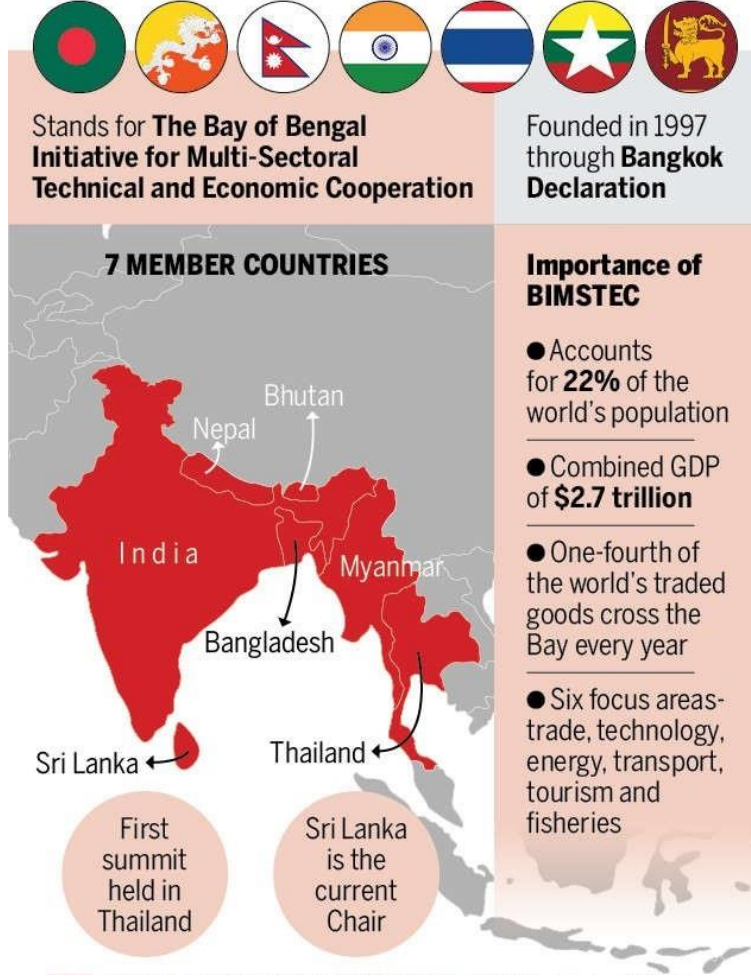 Stands for The Bay of Bengal
Initiative for Multi-Sectoral
Technical and Economic Cooperation
Founded in 1997
through Bangkok
Declaration
7 MEMBER COUNTRIES
Bhutan
Nepal
India
Myanmar
Bangladesh
Sri Lanka
Thailand
First
summit
held in
Thailand
Sri Lanka
is the
current
Chair
Importance of
BIMSTEC
● Accounts
for 22% of the
world's population
● Combined GDP
of $2.7 trillion
● One-fourth of
the world's traded
goods cross the
Bay every year
● Six focus areas-
trade, technology,
energy, transport,
tourism and
fisheries